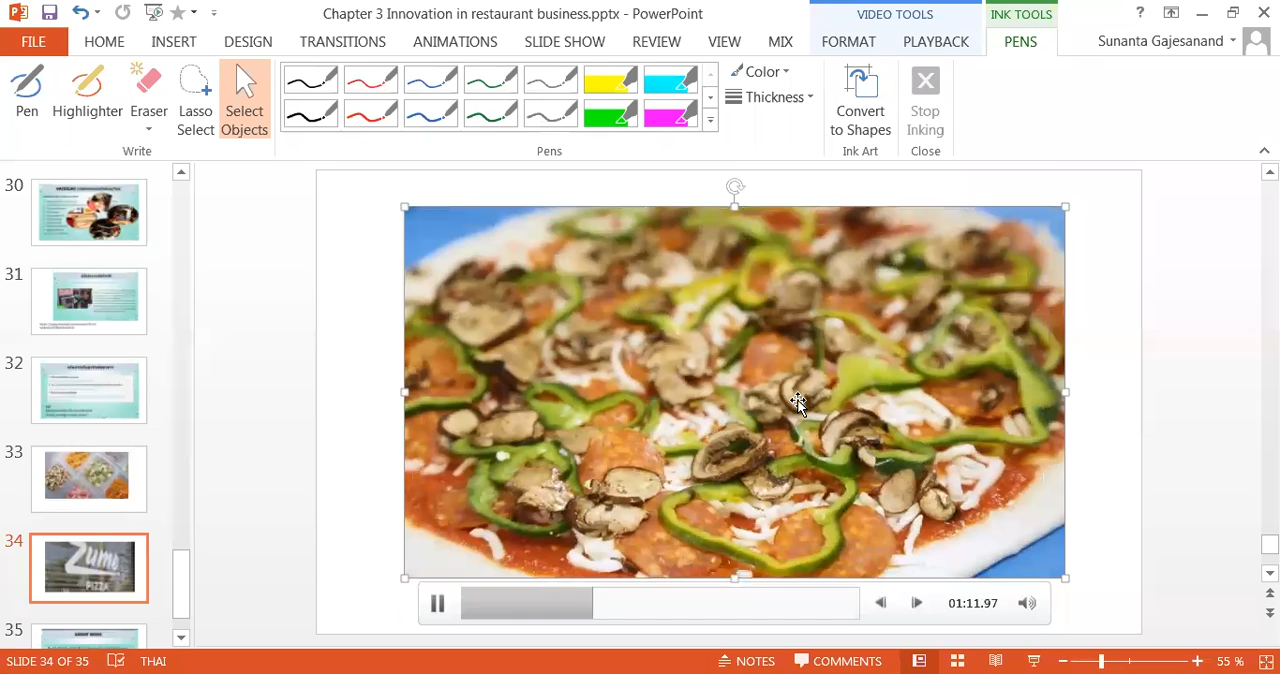 Chapter 3 Innovation in restaurant business.pptx - PowerPoint
VIDEO TOOLS
INK TOOLS
FILE
HOME
INSERT
DESIGN
TRANSITIONS
ANIMATIONS
SLIDE SHOW
REVIEW
VIEW
MIX
FORMAT
PLAYBACK
PENS
Sunanta Gajesanand
Pen
Highlighter
Eraser
Lasso
Select
Select
Objects
Color
Thickness
Convert
to Shapes
Stop
Inking
Write
Pens
Ink Art
Close
30
31
32
33
34
Zume
PIZZA
35
01:11.97
SLIDE 34 OF 35
THAI
NOTES
COMMENTS
55 %